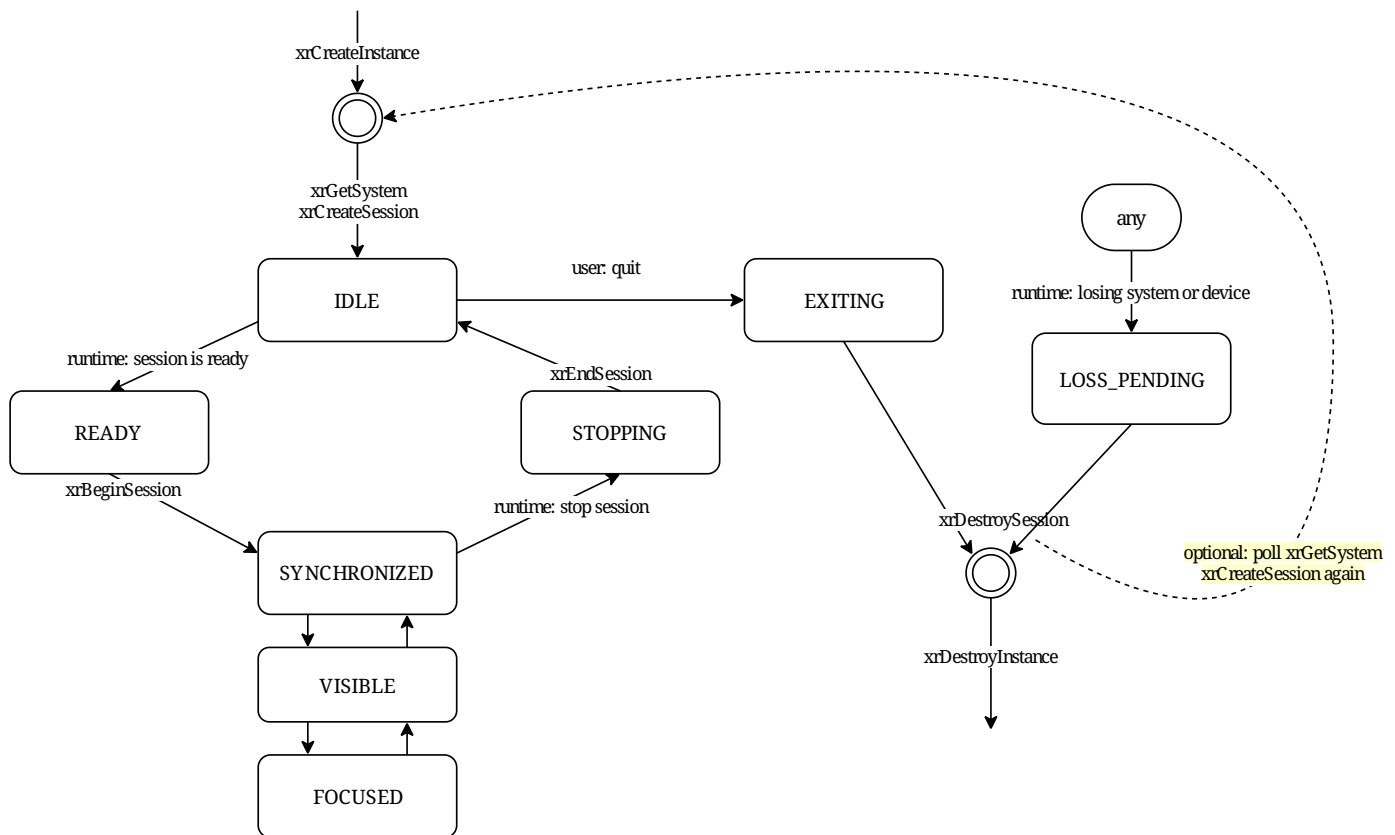 xrCreateInstance
xrGetSystem
xrCreateSession
any
IDLE
user: quit
EXITING
runtime: losing system or device
runtime: session is ready
xrEndSession
LOSS_PENDING
READY
STOPPING
xrBeginSession
runtime: stop session
xrDestroySession
optional: poll xrGetSystem
xrCreateSession again
SYNCHRONIZED
xrDestroyInstance
VISIBLE
FOCUSED